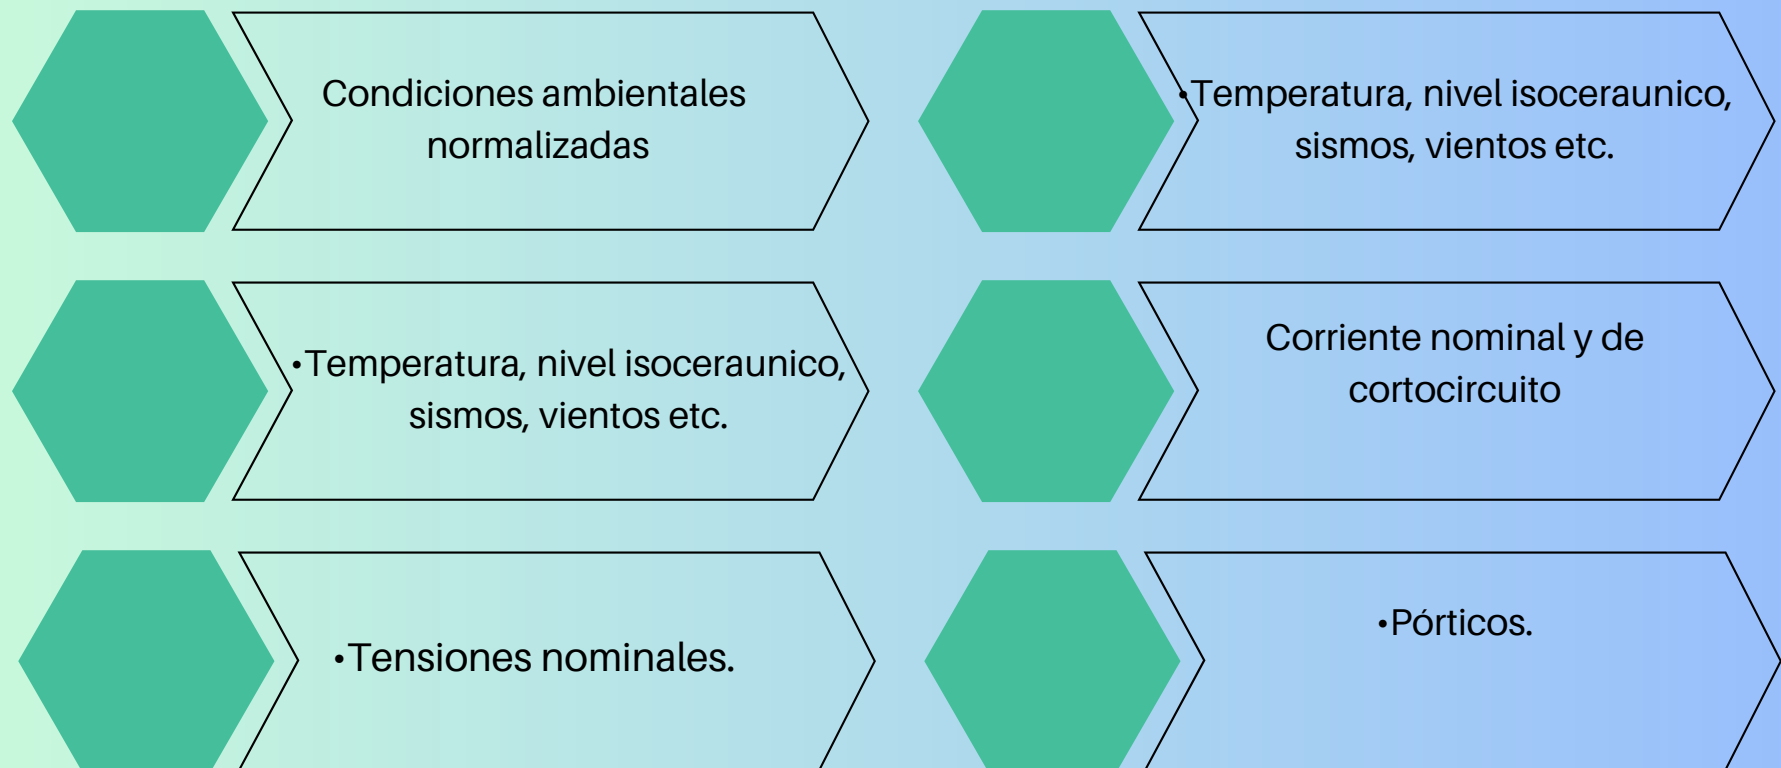 Condiciones ambientales
normalizadas
•Temperatura, nivel isoceraunico,
sismos, vientos etc.
•Temperatura, nivel isoceraunico,
sismos, vientos etc.
Corriente nominal y de
cortocircuito
•Tensiones nominales.
•Pórticos.